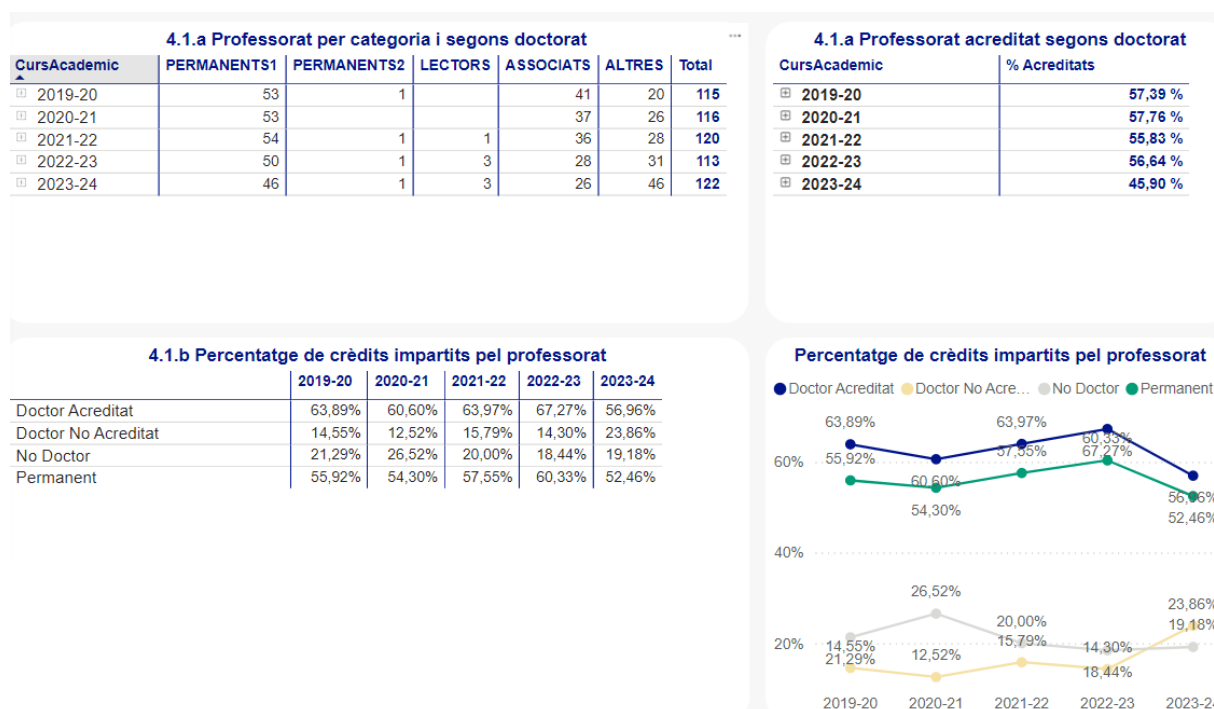 4.1.a Professorat per categoria i segons doctorat
CursAcademic PERMANENTS1 PERMANENTS2 LECTORS ASSOCIATS ALTRES Total
2019-20 53 1 41 20 115
2020-21 53 37 26 116
2021-22 54 1 1 36 28 120
2022-23 50 1 3 28 31 113
2023-24 46 1 3 26 46 122
4.1.a Professorat acreditat segons doctorat
CursAcademic % Acreditats
2019-20 57,39 %
2020-21 57,76 %
2021-22 55,83 %
2022-23 56,64 %
2023-24 45,90 %
4.1.b Percentatge de crèdits impartits pel professorat
2019-20 2020-21 2021-22 2022-23 2023-24
Doctor Acreditat 63,89% 60,60% 63,97% 67,27% 56,96%
Doctor No Acreditat 14,55% 12,52% 15,79% 14,30% 23,86%
No Doctor 21,29% 26,52% 20,00% 18,44% 19,18%
Permanent 55,92% 54,30% 57,55% 60,33% 52,46%
Percentatge de crèdits impartits pel professorat
Doctor Acreditat Doctor No Acre... No Doctor Permanent
63,89% 63,97%
60,33%
55,92% 57,55% 67,27%
60%
60,60% 56,96%
54,30% 52,46%
40%
26,52% 23,86%
20,00% 19,18%
20% 14,55% 15,79% 14,30%
21,29% 12,52%
18,44%
2019-20 2020-21 2021-22 2022-23 2023-24